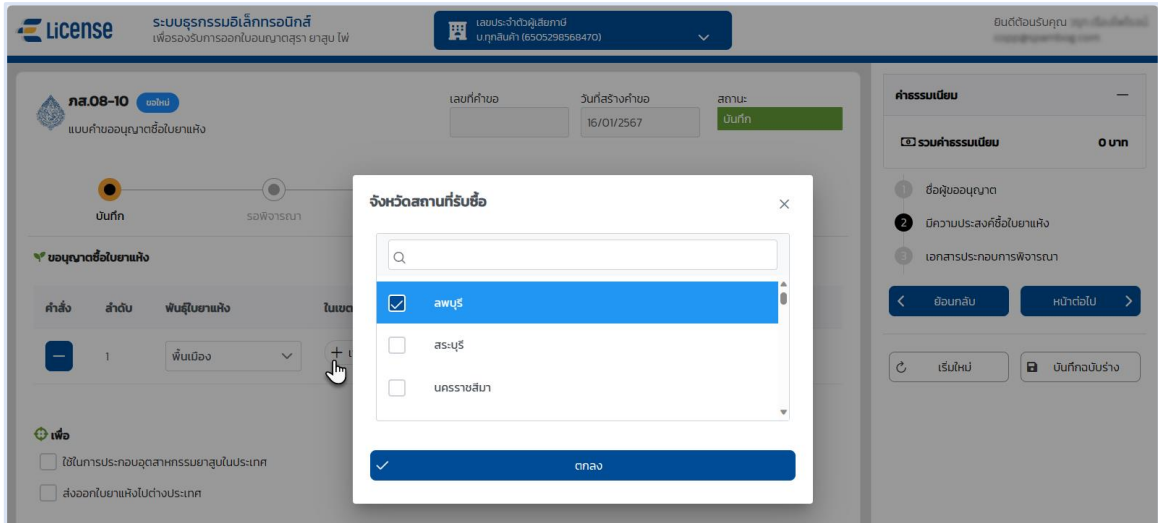 License
ระบบธุรกรรมอิเล็กทรอนิกส์
เพื่อรองรับการออกใบอนุญาตสุรา ยาสูบ ไพ่
เลขประจำตัวผู้เสียภาษี
บ.ทุกสินค้า (6505298568470)
ยินดีต้อนรับคุณ
ภส.08-10 ขอใหม่
แบบคำขออนุญาตซื้อใบยาแห้ง
เลขที่คำขอ
วันที่สร้างคำขอ
16/01/2567
สถานะ
บันทึก
บันทึก
รอพิจารณา
ขออนุญาตซื้อใบยาแห้ง
คำสั่ง ลำดับ พันธุ์ใบยาแห้ง
1 พื้นเมือง
เพื่อ
ใช้ในการประกอบอุตสาหกรรมยาสูบในประเทศ
ส่งออกใบยาแห้งไปต่างประเทศ
จังหวัดสถานที่รับซื้อ
ลพบุรี
สระบุรี
นครราชสีมา
ตกลง
ค่าธรรมเนียม
รวมค่าธรรมเนียม 0 บาท
1 ชื่อผู้ขออนุญาต
2 มีความประสงค์ซื้อใบยาแห้ง
3 เอกสารประกอบการพิจารณา
ย้อนกลับ หน้าต่อไป
เริ่มใหม่ บันทึกฉบับร่าง